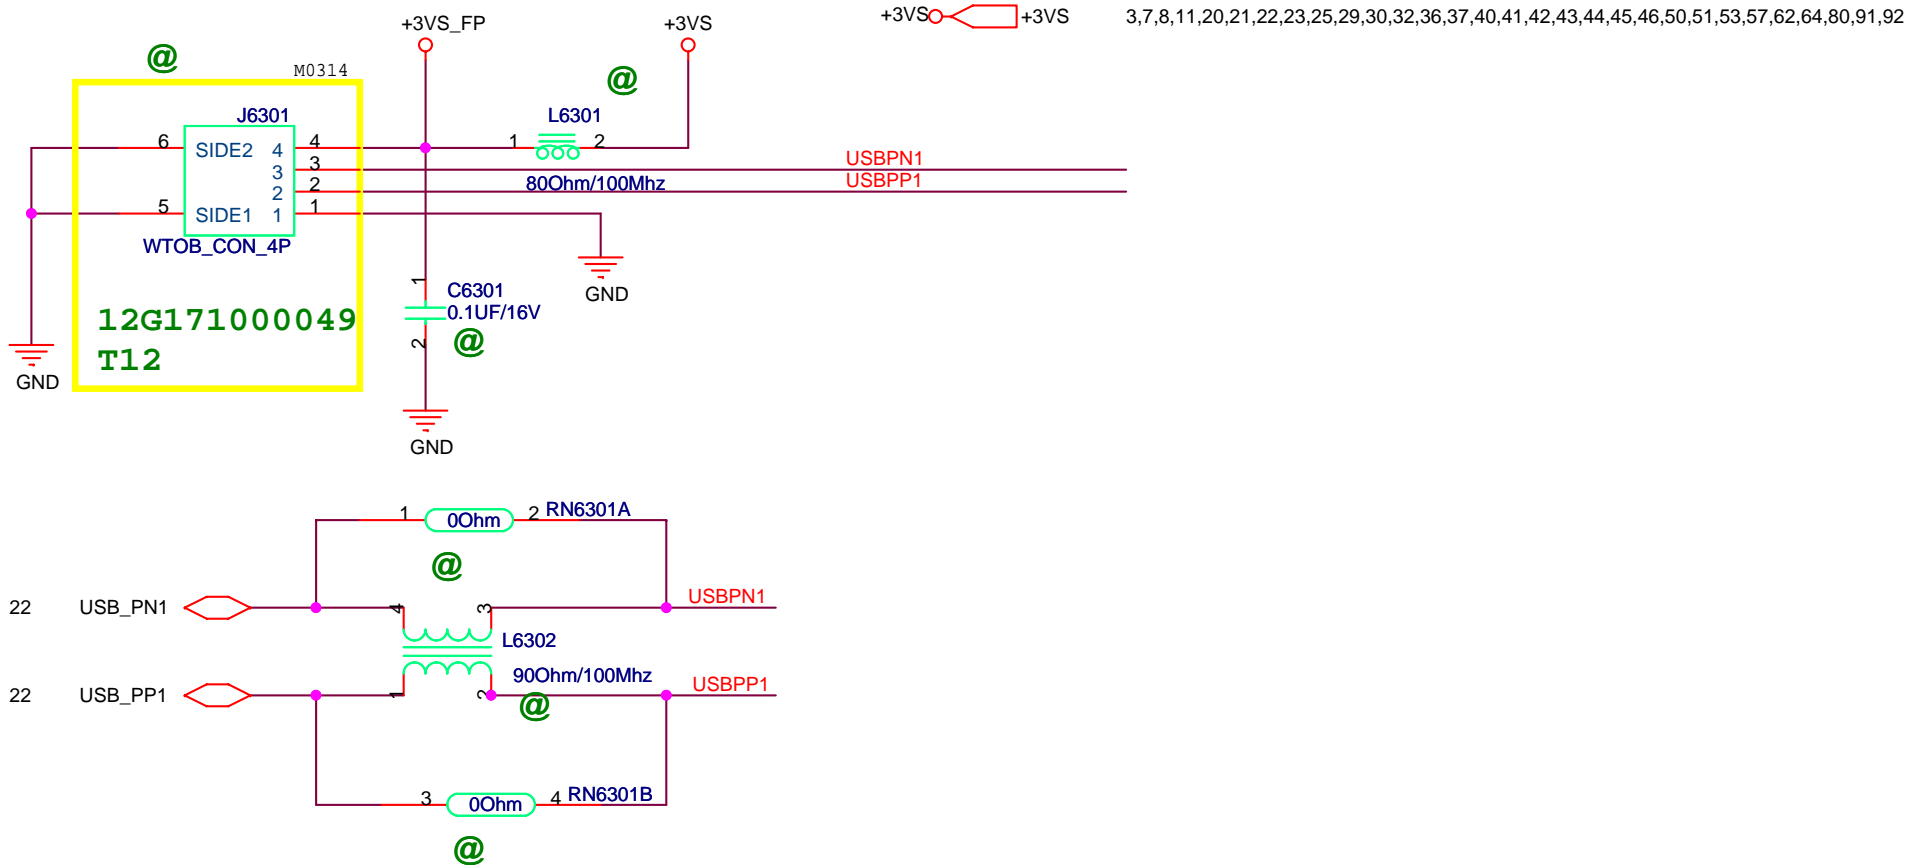 +3VS_FP
+3VS
+3VS +3VS 3,7,8,11,20,21,22,23,25,29,30,32,36,37,40,41,42,43,44,45,46,50,51,53,57,62,64,80,91,92
@
M0314
@
J6301
L6301
6 SIDE2 4 4
1 2
3 3
USBPN1
2 2
80Ohm/100Mhz
USBPP1
5 SIDE1 1 1
WTOB_CON_4P
1
C6301
0.1UF/16V
GND
12G171000049
T12
2
@
GND
GND
1 0Ohm 2 RN6301A
@
22 USB_PN1
4 3
USBPN1
L6302
90Ohm/100Mhz
22 USB_PP1
1 2
USBPP1
@
3 0Ohm 4 RN6301B
@